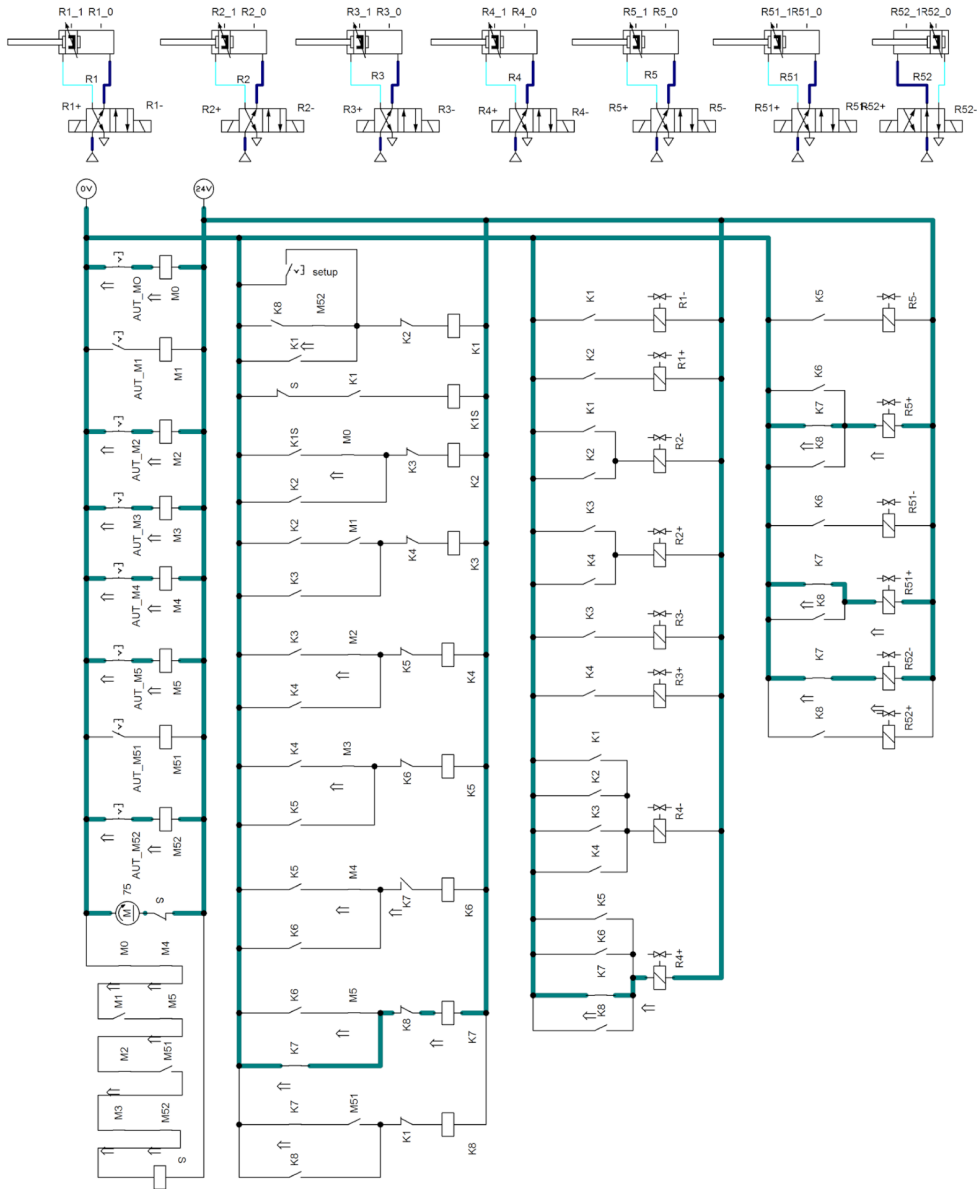 R1_1 R1_0 R2_1 R2_0 R3_1 R3_0 R4_1 R4_0 R5_1 R5_0 R51_1R51_0 R52_1R52_0
R1 R2 R3 R4 R5 R51 R52
R1+ R1- R2+ R2- R3+ R3- R4+ R4- R5+ R5- R51+ R51 R52+ R52-
0V 24V
AUT_MO M0
AUT_M1 M1
AUT_M2 M2
AUT_M3 M3
AUT_M4 M4
AUT_M5 M5
AUT_M51 M51
AUT_M52 M52
75
M S
M0 M4
M1 M5
M2 M51
M3 M52
S
setup
K8 M52 K2 K1
K1
S K1 K1S
K1S M0 K3 K2
K2
K2 M1 K4 K3
K3
K3 M2 K5 K4
K4
K4 M3 K6 K5
K5
K5 M4 K7 K6
K6
K6 M5 K8 K7
K7
K7 M51 K1 K8
K8
K1 R1-
K2 R1+
K1 R2-
K2
K3 R2+
K4
K3 R3-
K4 R3+
K1
K2
K3 R4-
K4
K5
K6
K7 R4+
K8
K5 R5-
K6
K7 R5+
K8
K6 R51-
K7 R51+
K8
K7 R52-
K8 R52+